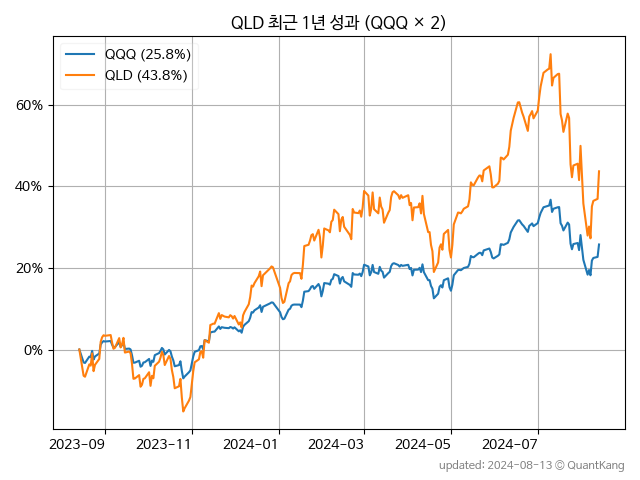 QLD 최근 1년 성과 (QQQ × 2)
QQQ (25.8%)
QLD (43.8%)
60%
40%
20%
0%
2023-09 2023-11 2024-01 2024-03 2024-05 2024-07
updated: 2024-08-13 © QuantKang